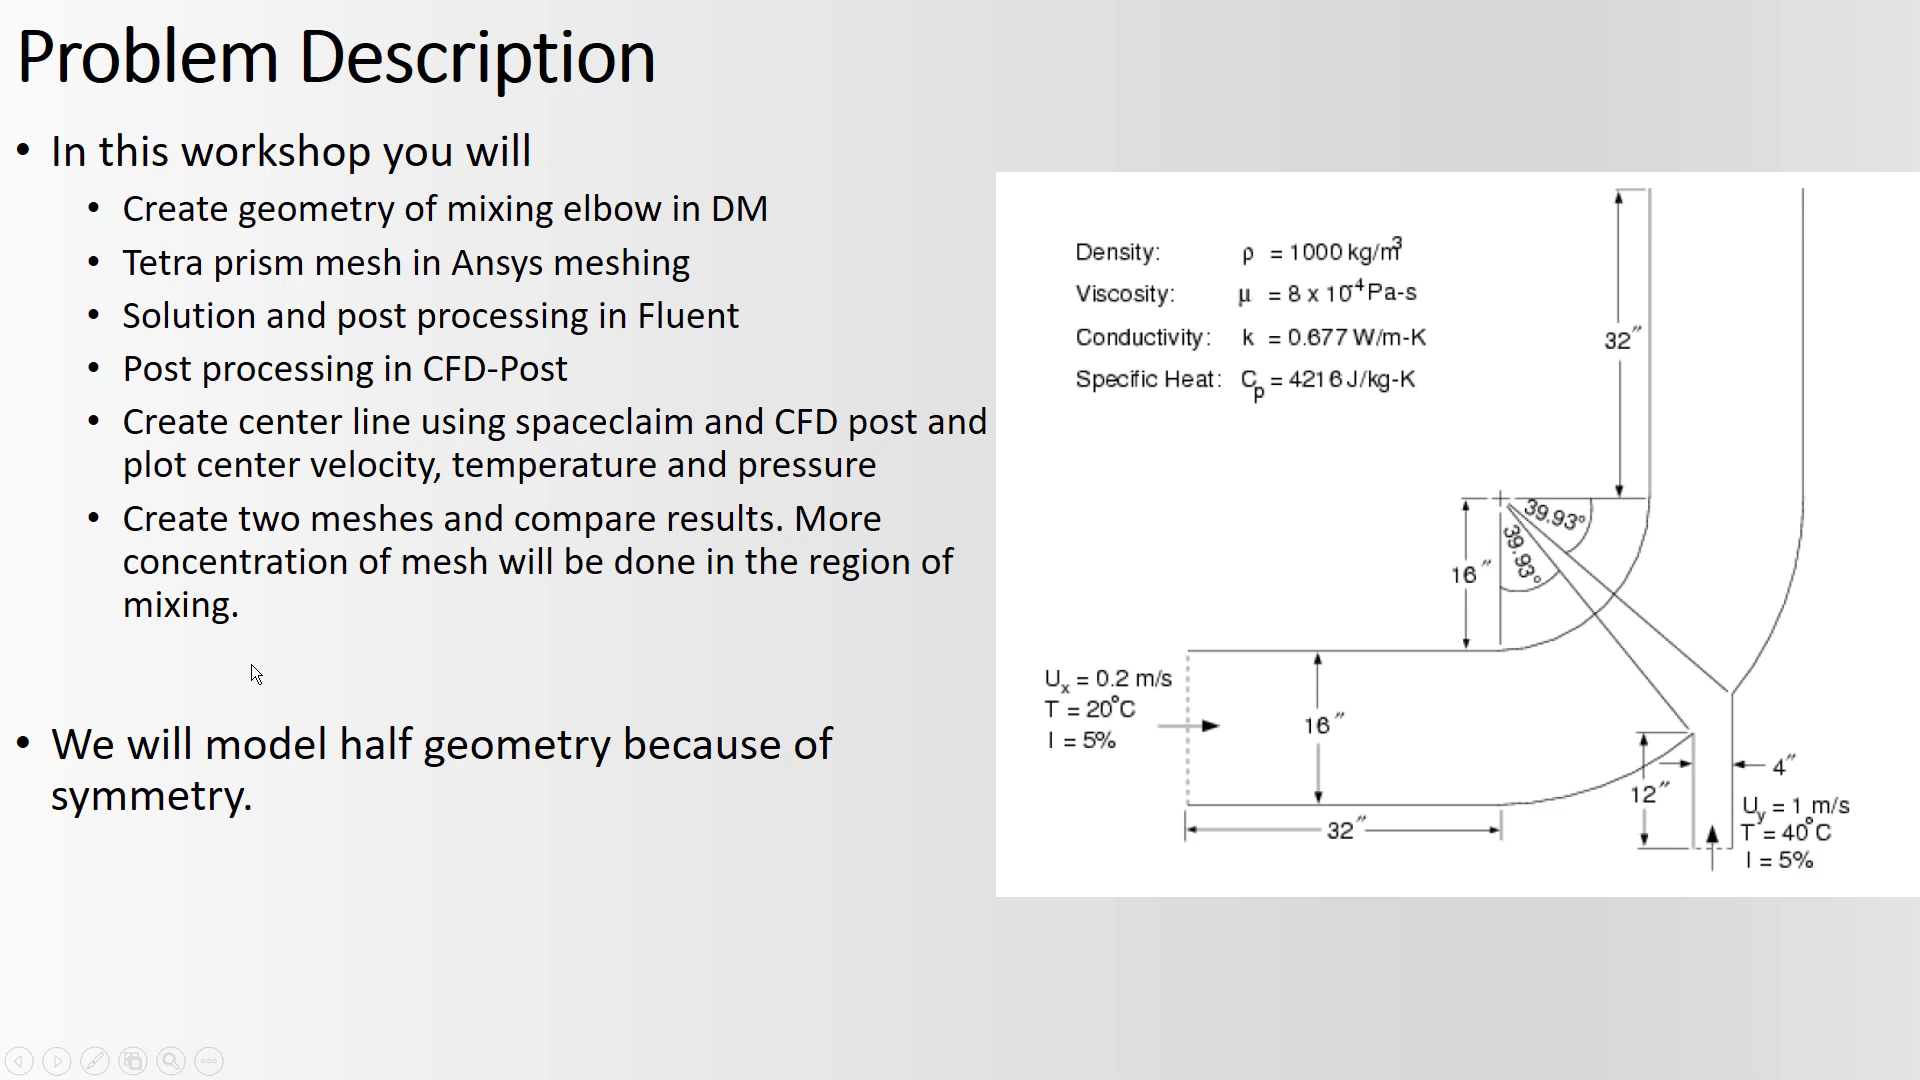 Problem Description
• In this workshop you will
• Create geometry of mixing elbow in DM
• Tetra prism mesh in Ansys meshing
• Solution and post processing in Fluent
• Post processing in CFD-Post
• Create center line using spaceclaim and CFD post and
plot center velocity, temperature and pressure
• Create two meshes and compare results. More
concentration of mesh will be done in the region of
mixing.
• We will model half geometry because of
symmetry.
Density: ρ = 1000 kg/m³
Viscosity: μ = 8 x 10⁻⁴ Pa-s
Conductivity: k = 0.677 W/m-K
Specific Heat: Cp = 4216 J/kg-K
32″
39.93°
39.93°
16″
Ux = 0.2 m/s
T = 20°C
I = 5%
16″
32″
12″
4″
Uy = 1 m/s
T = 40°C
I = 5%